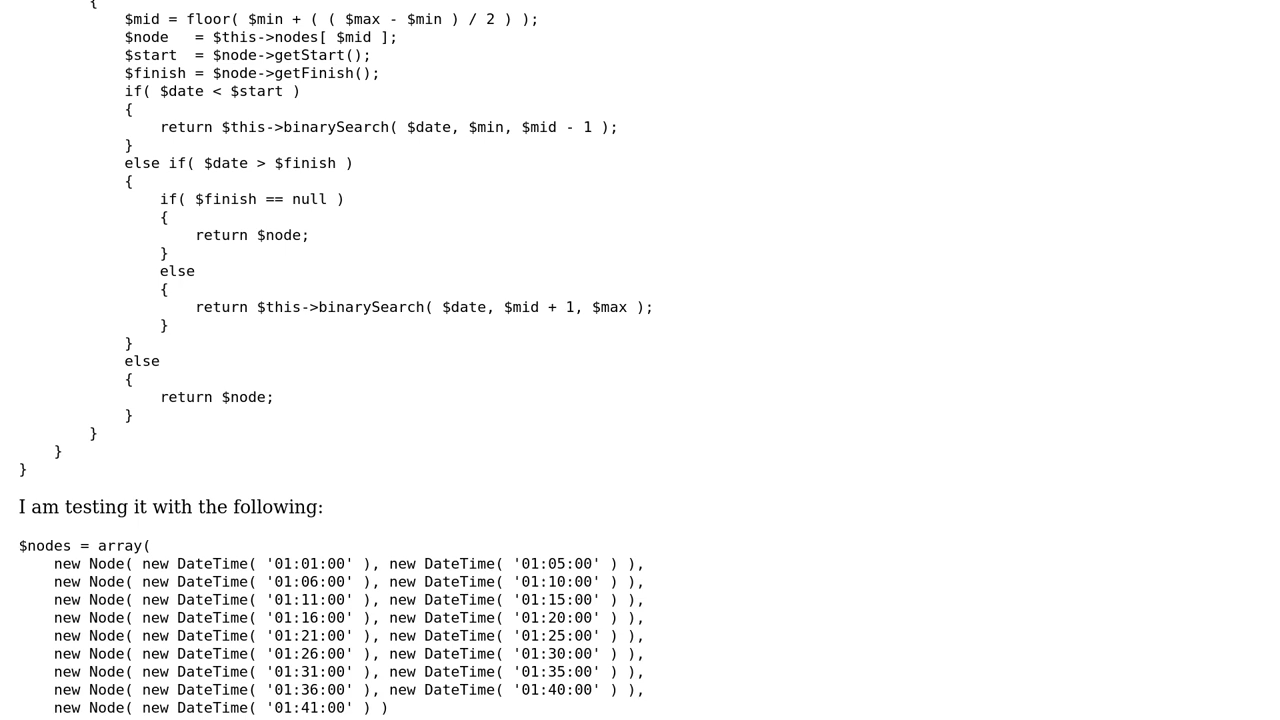 {
$mid = floor( $min + ( ( $max - $min ) / 2 ) );
$node   = $this->nodes[ $mid ];
$start  = $node->getStart();
$finish = $node->getFinish();
if( $date < $start )
{
return $this->binarySearch( $date, $min, $mid - 1 );
}
else if( $date > $finish )
{
if( $finish == null )
{
return $node;
}
else
{
return $this->binarySearch( $date, $mid + 1, $max );
}
}
else
{
return $node;
}
}
}
}
I am testing it with the following:
$nodes = array(
new Node( new DateTime( '01:01:00' ), new DateTime( '01:05:00' ) ),
new Node( new DateTime( '01:06:00' ), new DateTime( '01:10:00' ) ),
new Node( new DateTime( '01:11:00' ), new DateTime( '01:15:00' ) ),
new Node( new DateTime( '01:16:00' ), new DateTime( '01:20:00' ) ),
new Node( new DateTime( '01:21:00' ), new DateTime( '01:25:00' ) ),
new Node( new DateTime( '01:26:00' ), new DateTime( '01:30:00' ) ),
new Node( new DateTime( '01:31:00' ), new DateTime( '01:35:00' ) ),
new Node( new DateTime( '01:36:00' ), new DateTime( '01:40:00' ) ),
new Node( new DateTime( '01:41:00' ) )